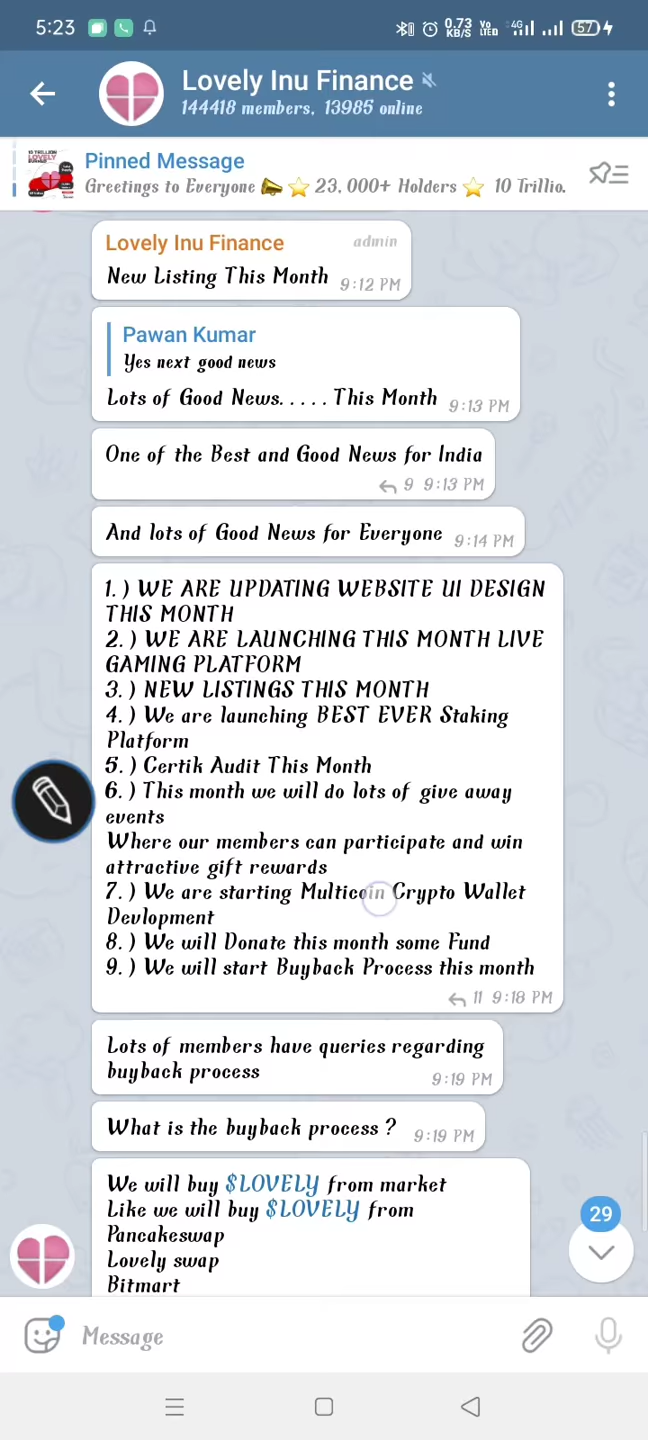 5:23
0.73 KB/S
Vo LTED
4G
57
Lovely Inu Finance
144418 members, 13985 online
Pinned Message
Greetings to Everyone 📣⭐ 23,000+ Holders ⭐ 10 Trillio.
Lovely Inu Finance admin
New Listing This Month 9:12 PM
Pawan Kumar
Yes next good news
Lots of Good News..... This Month 9:13 PM
One of the Best and Good News for India
9 9:13 PM
And lots of Good News for Everyone 9:14 PM
1. ) WE ARE UPDATING WEBSITE UI DESIGN
THIS MONTH
2. ) WE ARE LAUNCHING THIS MONTH LIVE
GAMING PLATFORM
3. ) NEW LISTINGS THIS MONTH
4. ) We are launching BEST EVER Staking
Platform
5. ) Certik Audit This Month
6. ) This month we will do lots of give away
events
Where our members can participate and win
attractive gift rewards
7. ) We are starting Multicoin Crypto Wallet
Devlopment
8. ) We will Donate this month some Fund
9. ) We will start Buyback Process this month
11 9:18 PM
Lots of members have queries regarding
buyback process 9:19 PM
What is the buyback process ? 9:19 PM
We will buy $LOVELY from market
Like we will buy $LOVELY from
Pancakeswap
Lovely swap
Bitmart
29
Message